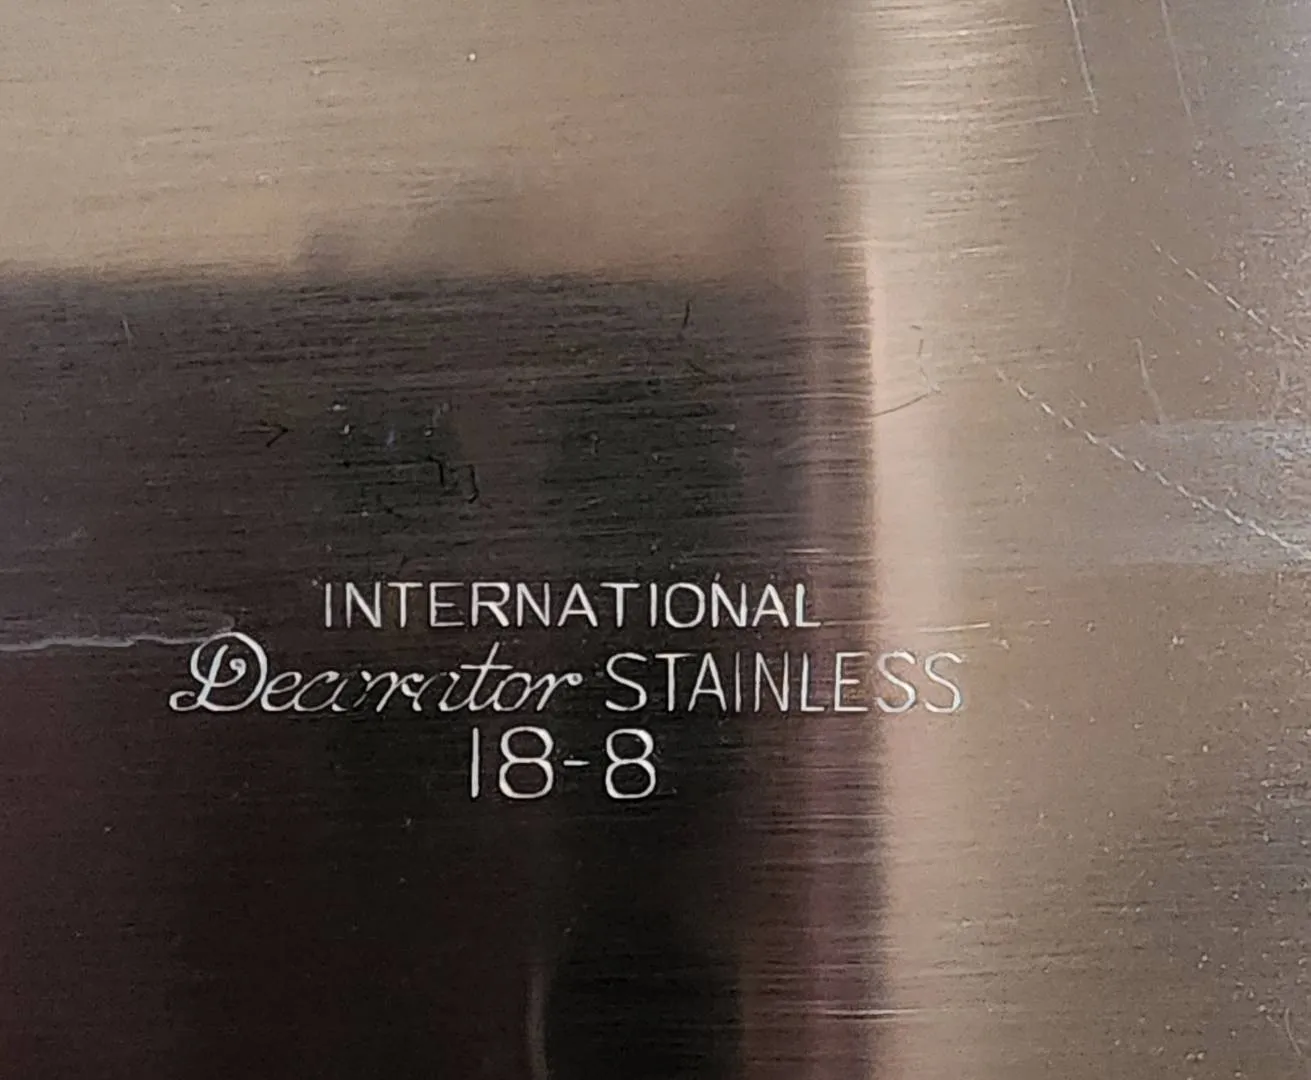 INTERNATIONAL
Decorator STAINLESS
18-8